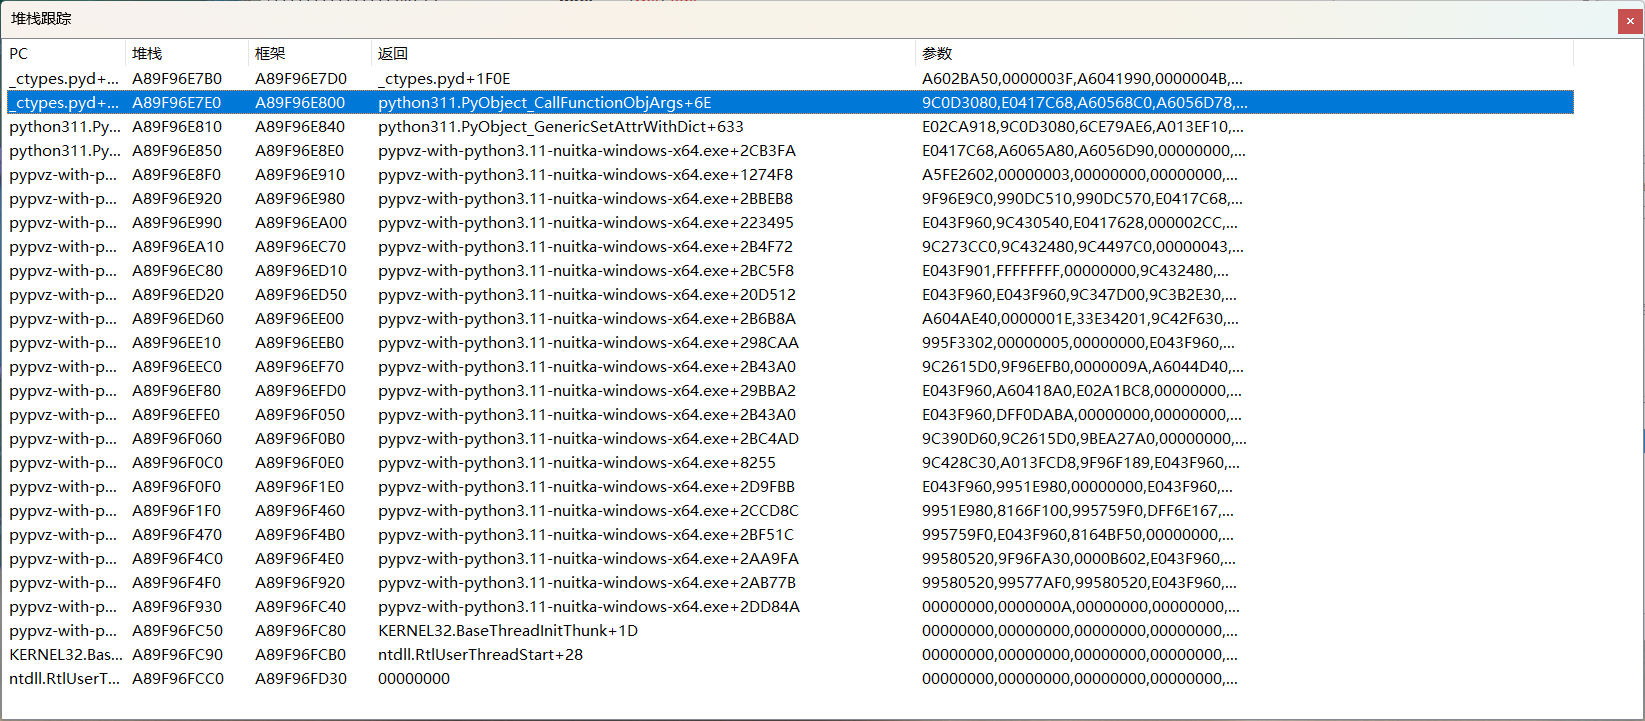 堆栈跟踪
PC 堆栈 框架 返回 参数
_ctypes.pyd+... A89F96E7B0 A89F96E7D0 _ctypes.pyd+1F0E A602BA50,0000003F,A6041990,0000004B,...
_ctypes.pyd+... A89F96E7E0 A89F96E800 python311.PyObject_CallFunctionObjArgs+6E 9C0D3080,E0417C68,A60568C0,A6056D78,...
python311.Py... A89F96E810 A89F96E840 python311.PyObject_GenericSetAttrWithDict+633 E02CA918,9C0D3080,6CE79AE6,A013EF10,...
python311.Py... A89F96E850 A89F96E8E0 pypvz-with-python3.11-nuitka-windows-x64.exe+2CB3FA E0417C68,A6065A80,A6056D90,00000000,...
pypvz-with-p... A89F96E8F0 A89F96E910 pypvz-with-python3.11-nuitka-windows-x64.exe+1274F8 A5FE2602,00000003,00000000,00000000,...
pypvz-with-p... A89F96E920 A89F96E980 pypvz-with-python3.11-nuitka-windows-x64.exe+2BBEB8 9F96E9C0,990DC510,990DC570,E0417C68,...
pypvz-with-p... A89F96E990 A89F96EA00 pypvz-with-python3.11-nuitka-windows-x64.exe+223495 E043F960,9C430540,E0417628,000002CC,...
pypvz-with-p... A89F96EA10 A89F96EC70 pypvz-with-python3.11-nuitka-windows-x64.exe+2B4F72 9C273CC0,9C432480,9C4497C0,00000043,...
pypvz-with-p... A89F96EC80 A89F96ED10 pypvz-with-python3.11-nuitka-windows-x64.exe+2BC5F8 E043F901,FFFFFFFF,00000000,9C432480,...
pypvz-with-p... A89F96ED20 A89F96ED50 pypvz-with-python3.11-nuitka-windows-x64.exe+20D512 E043F960,E043F960,9C347D00,9C3B2E30,...
pypvz-with-p... A89F96ED60 A89F96EE00 pypvz-with-python3.11-nuitka-windows-x64.exe+2B6B8A A604AE40,0000001E,33E34201,9C42F630,...
pypvz-with-p... A89F96EE10 A89F96EEB0 pypvz-with-python3.11-nuitka-windows-x64.exe+298CAA 995F3302,00000005,00000000,E043F960,...
pypvz-with-p... A89F96EEC0 A89F96EF70 pypvz-with-python3.11-nuitka-windows-x64.exe+2B43A0 9C2615D0,9F96EFB0,0000009A,A6044D40,...
pypvz-with-p... A89F96EF80 A89F96EFD0 pypvz-with-python3.11-nuitka-windows-x64.exe+29BBA2 E043F960,A60418A0,E02A1BC8,00000000,...
pypvz-with-p... A89F96EFE0 A89F96F050 pypvz-with-python3.11-nuitka-windows-x64.exe+2B43A0 E043F960,DFF0DABA,00000000,00000000,...
pypvz-with-p... A89F96F060 A89F96F0B0 pypvz-with-python3.11-nuitka-windows-x64.exe+2BC4AD 9C390D60,9C2615D0,9BEA27A0,00000000,...
pypvz-with-p... A89F96F0C0 A89F96F0E0 pypvz-with-python3.11-nuitka-windows-x64.exe+8255 9C428C30,A013FCD8,9F96F189,E043F960,...
pypvz-with-p... A89F96F0F0 A89F96F1E0 pypvz-with-python3.11-nuitka-windows-x64.exe+2D9FBB E043F960,9951E980,00000000,E043F960,...
pypvz-with-p... A89F96F1F0 A89F96F460 pypvz-with-python3.11-nuitka-windows-x64.exe+2CCD8C 9951E980,8166F100,995759F0,DFF6E167,...
pypvz-with-p... A89F96F470 A89F96F4B0 pypvz-with-python3.11-nuitka-windows-x64.exe+2BF51C 995759F0,E043F960,8164BF50,00000000,...
pypvz-with-p... A89F96F4C0 A89F96F4E0 pypvz-with-python3.11-nuitka-windows-x64.exe+2AA9FA 99580520,9F96FA30,0000B602,E043F960,...
pypvz-with-p... A89F96F4F0 A89F96F920 pypvz-with-python3.11-nuitka-windows-x64.exe+2AB77B 99580520,99577AF0,99580520,E043F960,...
pypvz-with-p... A89F96F930 A89F96FC40 pypvz-with-python3.11-nuitka-windows-x64.exe+2DD84A 00000000,0000000A,00000000,00000000,...
pypvz-with-p... A89F96FC50 A89F96FC80 KERNEL32.BaseThreadInitThunk+1D 00000000,00000000,00000000,00000000,...
KERNEL32.Bas... A89F96FC90 A89F96FCB0 ntdll.RtlUserThreadStart+28 00000000,00000000,00000000,00000000,...
ntdll.RtlUserT... A89F96FCC0 A89F96FD30 00000000 00000000,00000000,00000000,00000000,...